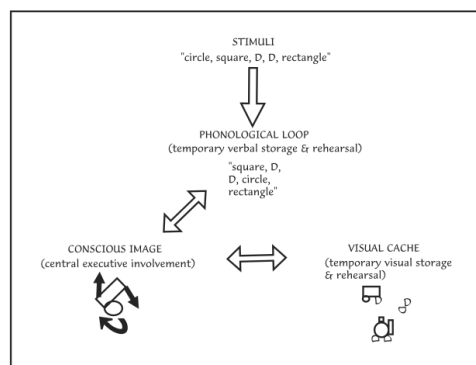 STIMULI
"circle, square, D, D, rectangle"
PHONOLOGICAL LOOP
(temporary verbal storage & rehearsal)
"square, D,
D, circle,
rectangle"
CONSCIOUS IMAGE
(central executive involvement)
VISUAL CACHE
(temporary visual storage
& rehearsal)